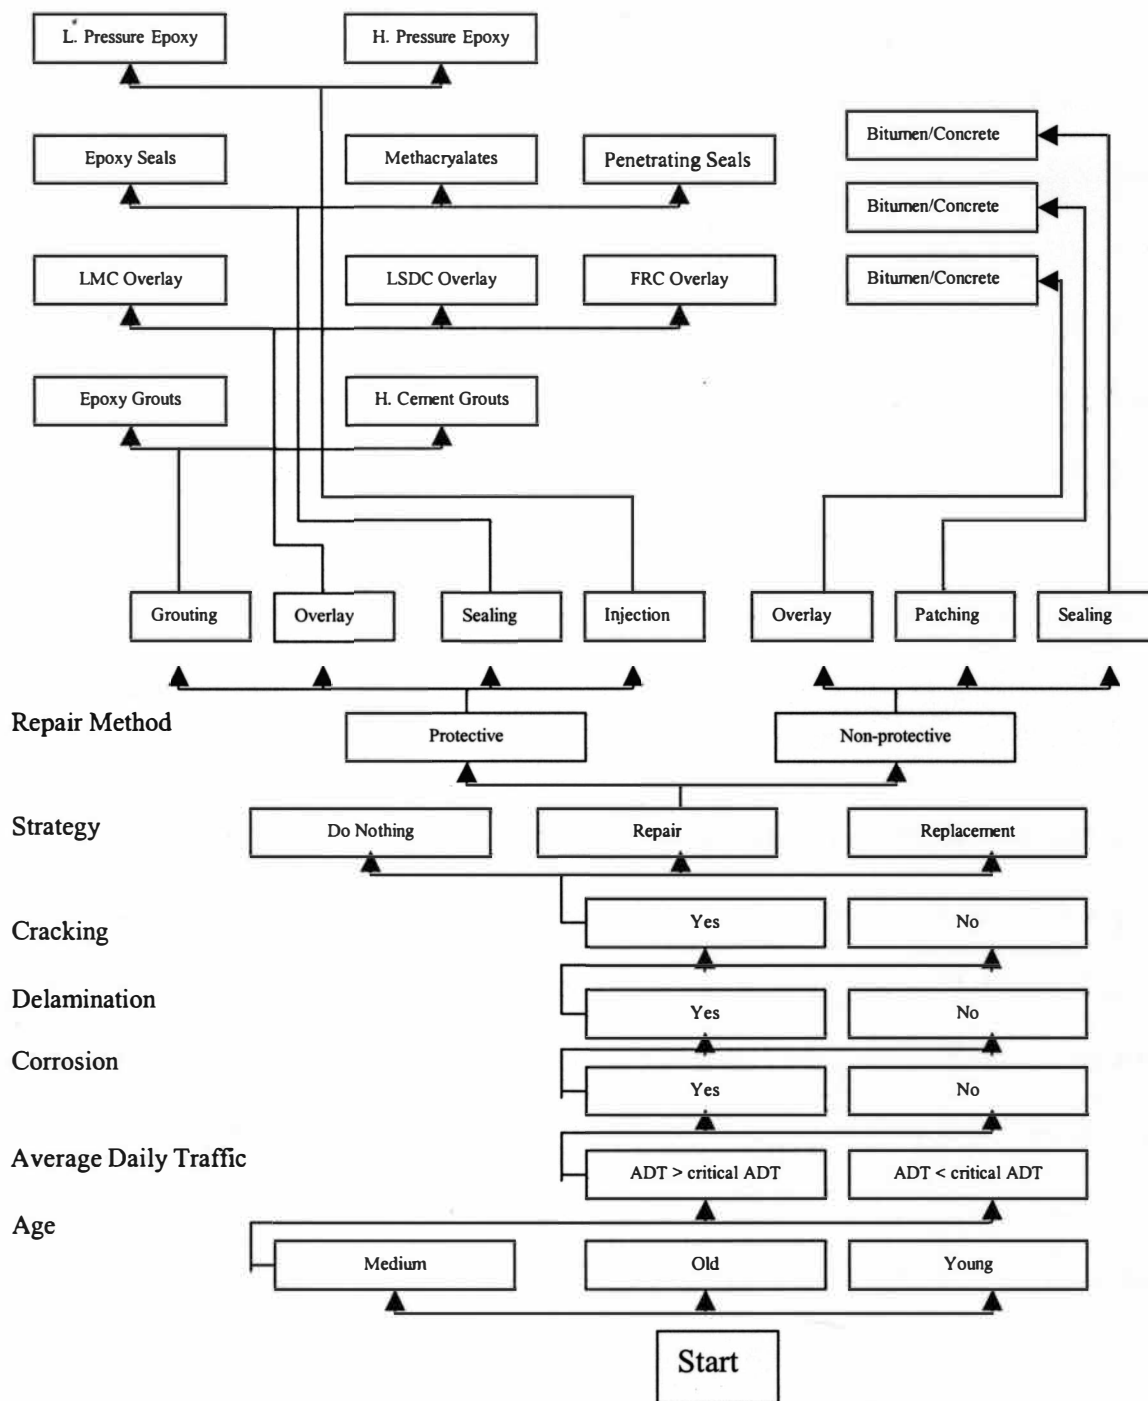 L. Pressure Epoxy
H. Pressure Epoxy
Bitumen/Concrete
Epoxy Seals
Methacryalates
Penetrating Seals
Bitumen/Concrete
LMC Overlay
LSDC Overlay
FRC Overlay
Bitumen/Concrete
Epoxy Grouts
H. Cement Grouts
Grouting
Overlay
Sealing
Injection
Overlay
Patching
Sealing
Repair Method
Protective
Non-protective
Strategy
Do Nothing
Repair
Replacement
Cracking
Yes
No
Delamination
Yes
No
Corrosion
Yes
No
Average Daily Traffic
ADT > critical ADT
ADT < critical ADT
Age
Medium
Old
Young
Start